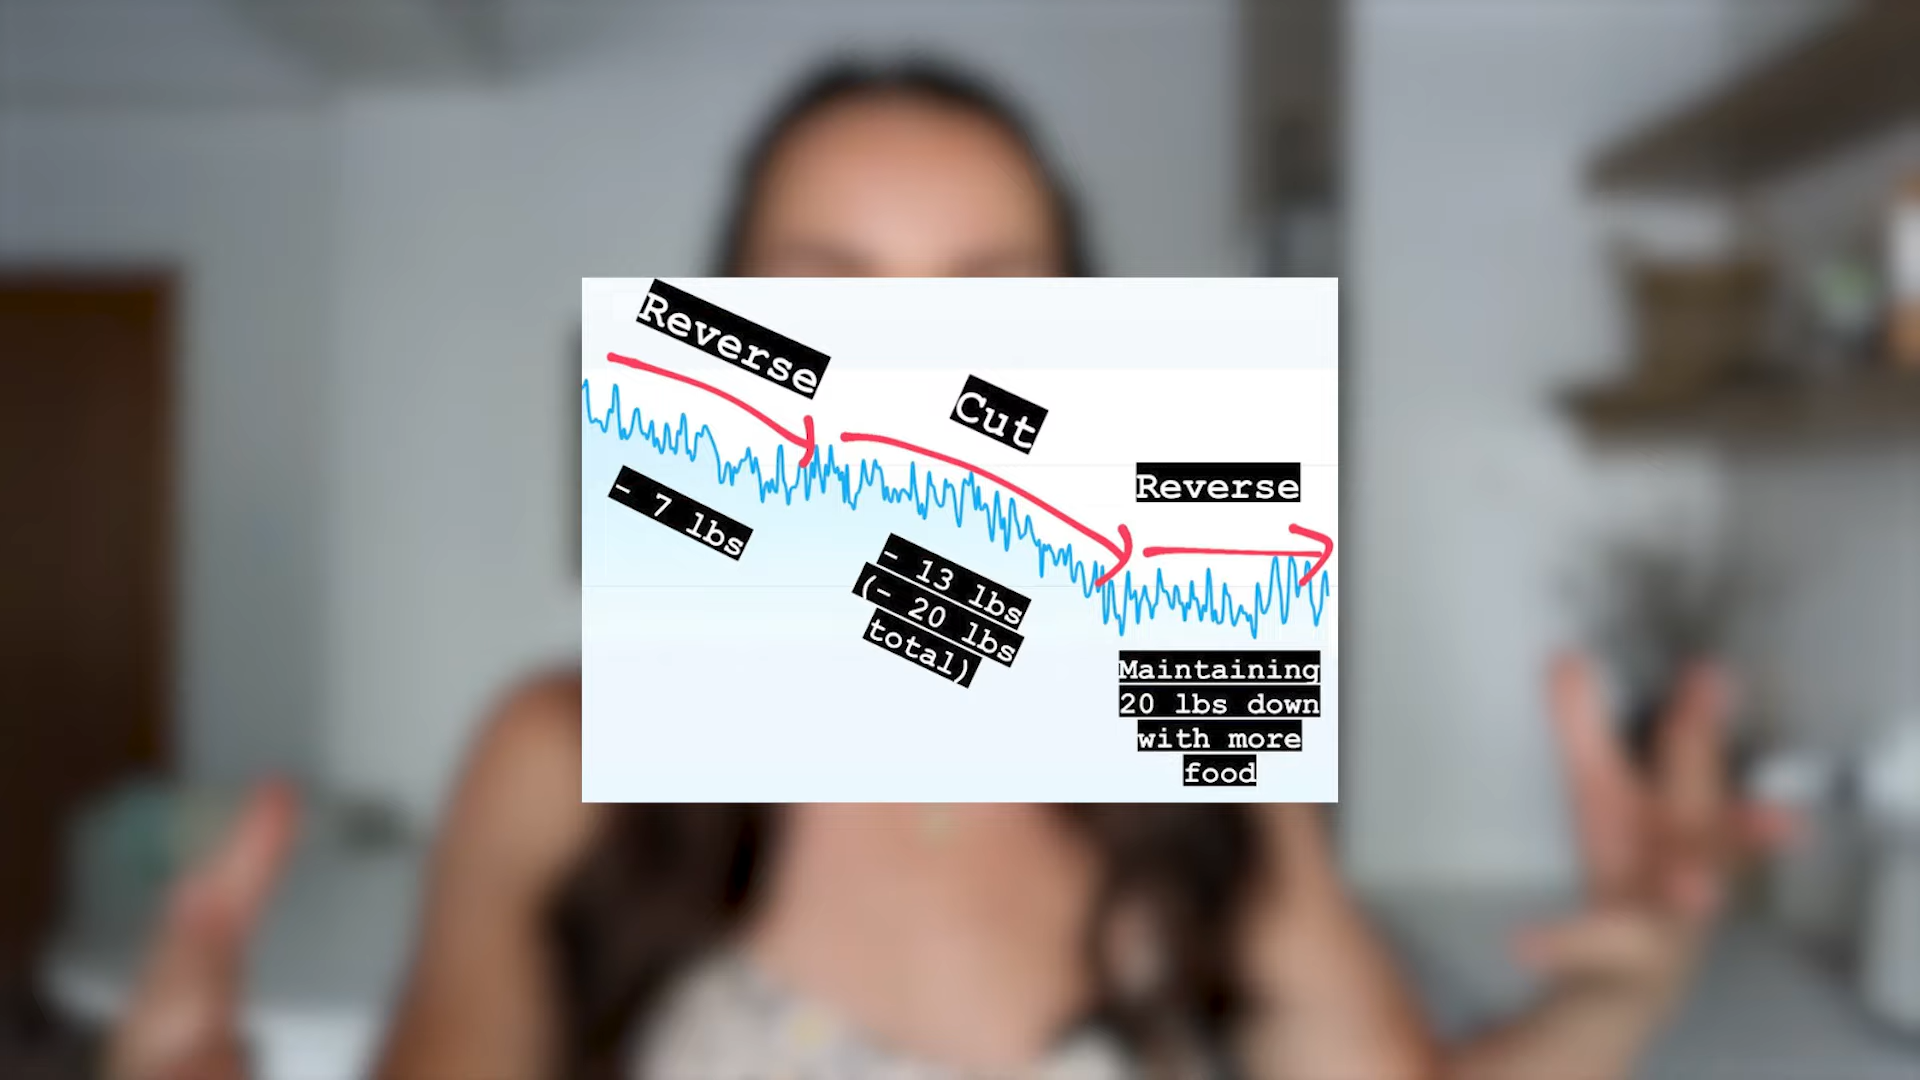 Reverse
- 7 lbs
Cut
- 13 lbs
(- 20 lbs
total)
Reverse
Maintaining
20 lbs down
with more
food